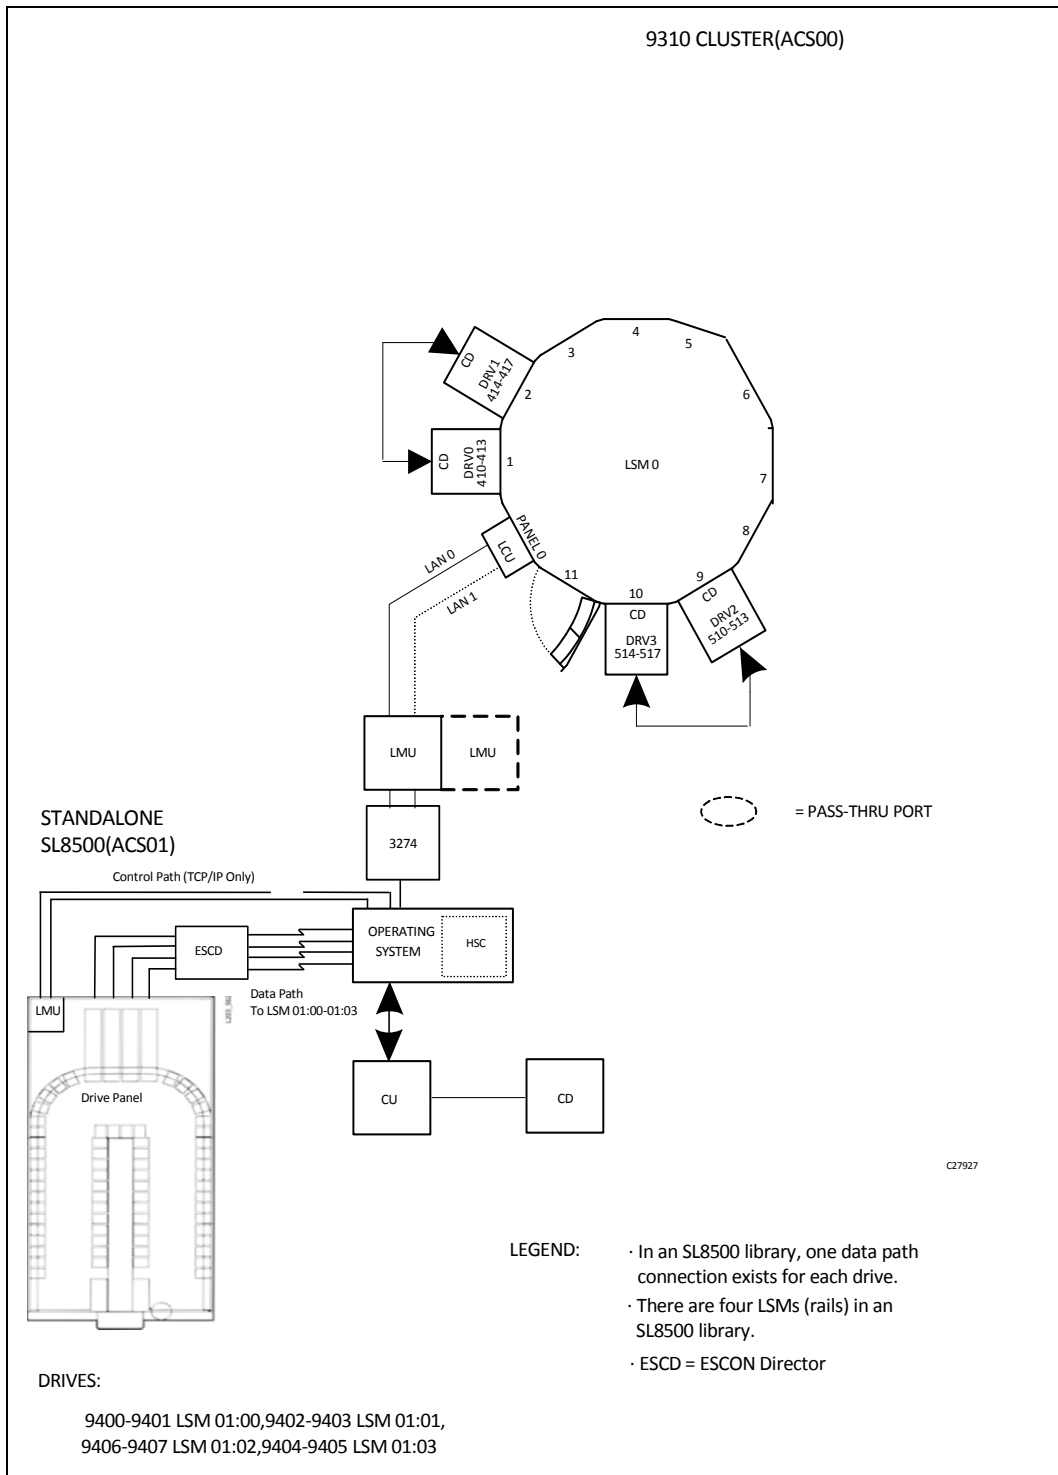 9310 CLUSTER(ACS00)
4
3
5
CD
DRV1
414-417
2
6
CD
DRV0
410-413
1
LSM 0
7
PANEL 0
8
LCU
LAN 0
LAN 1
11
10
9
CD
DRV3
514-517
CD
DRV2
510-513
LMU
LMU
= PASS-THRU PORT
STANDALONE
SL8500(ACS01)
3274
Control Path (TCP/IP Only)
ESCD
OPERATING
SYSTEM
HSC
Data Path
To LSM 01:00-01:03
LMU
Drive Panel
CU
CD
C27927
LEGEND:
· In an SL8500 library, one data path
connection exists for each drive.
· There are four LSMs (rails) in an
SL8500 library.
· ESCD = ESCON Director
DRIVES:
9400-9401 LSM 01:00,9402-9403 LSM 01:01,
9406-9407 LSM 01:02,9404-9405 LSM 01:03